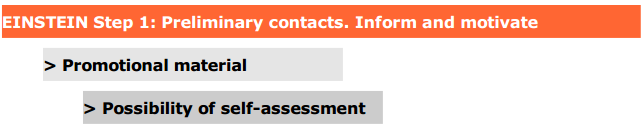 EINSTEIN Step 1: Preliminary contacts. Inform and motivate
> Promotional material
> Possibility of self-assessment